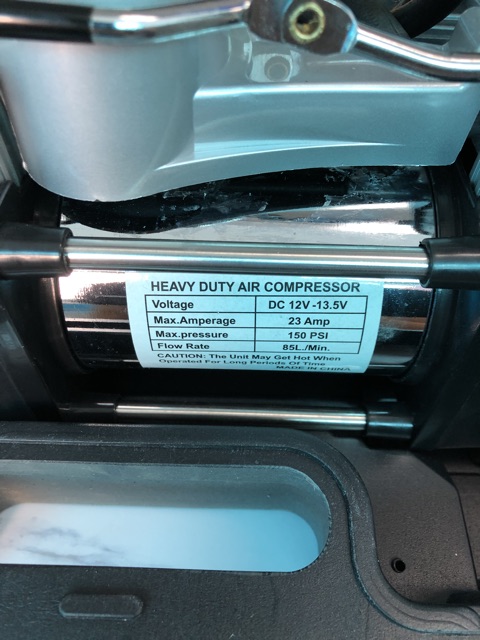 HEAVY DUTY AIR COMPRESSOR
Voltage DC 12V -13.5V
Max.Amperage 23 Amp
Max.pressure 150 PSI
Flow Rate 85L./Min.
CAUTION: The Unit May Get Hot When
Operated For Long Periods Of Time
MADE IN CHINA